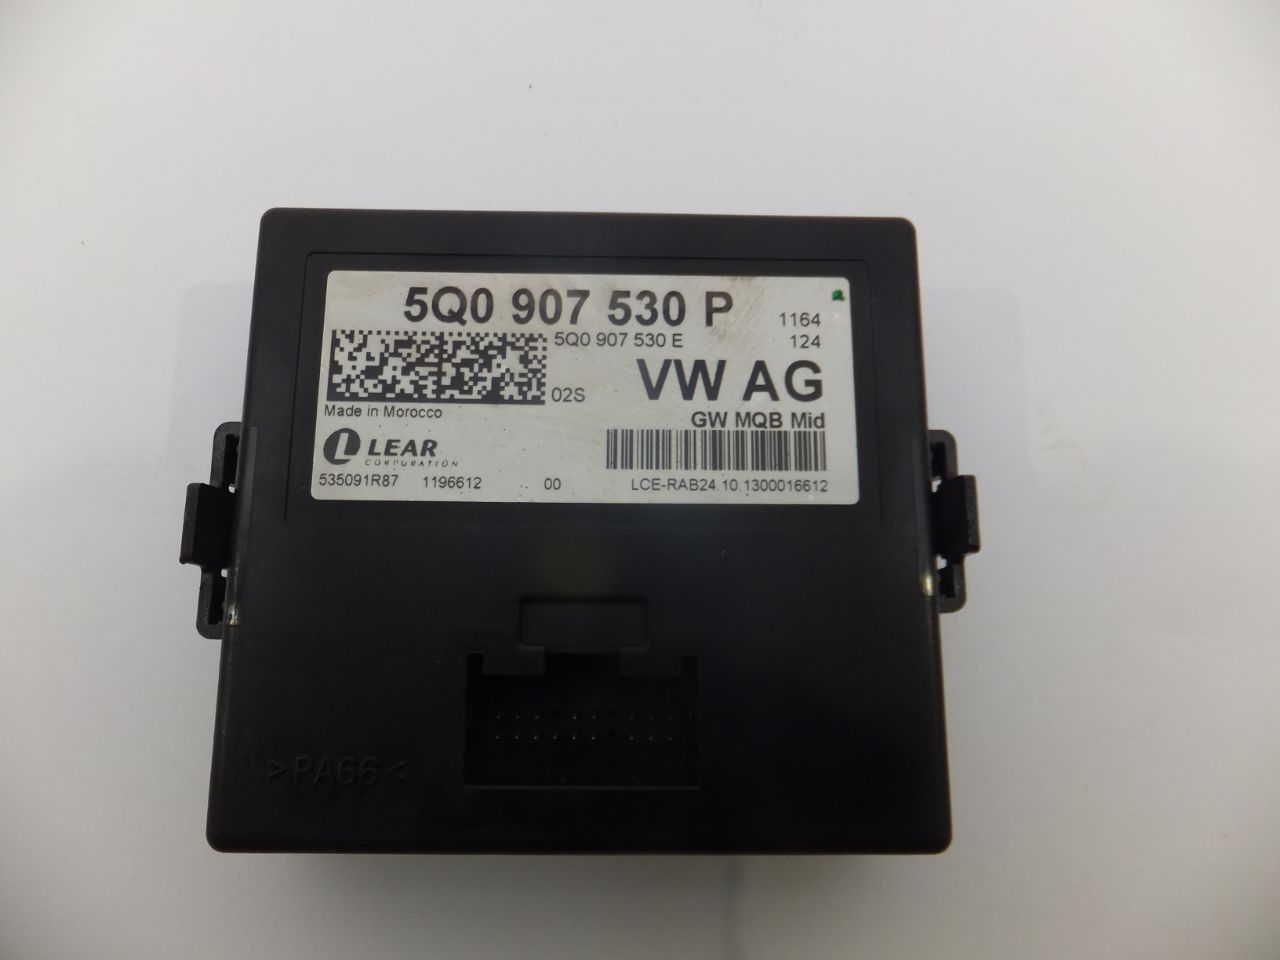 5Q0 907 530 P
1164
5Q0 907 530 E
124
VW AG
02S
GW MQB Mid
Made in Morocco
LEAR
CORPORATION
535091R87 1196612 00 LCE-RAB24.10.1300016612
>PA66<